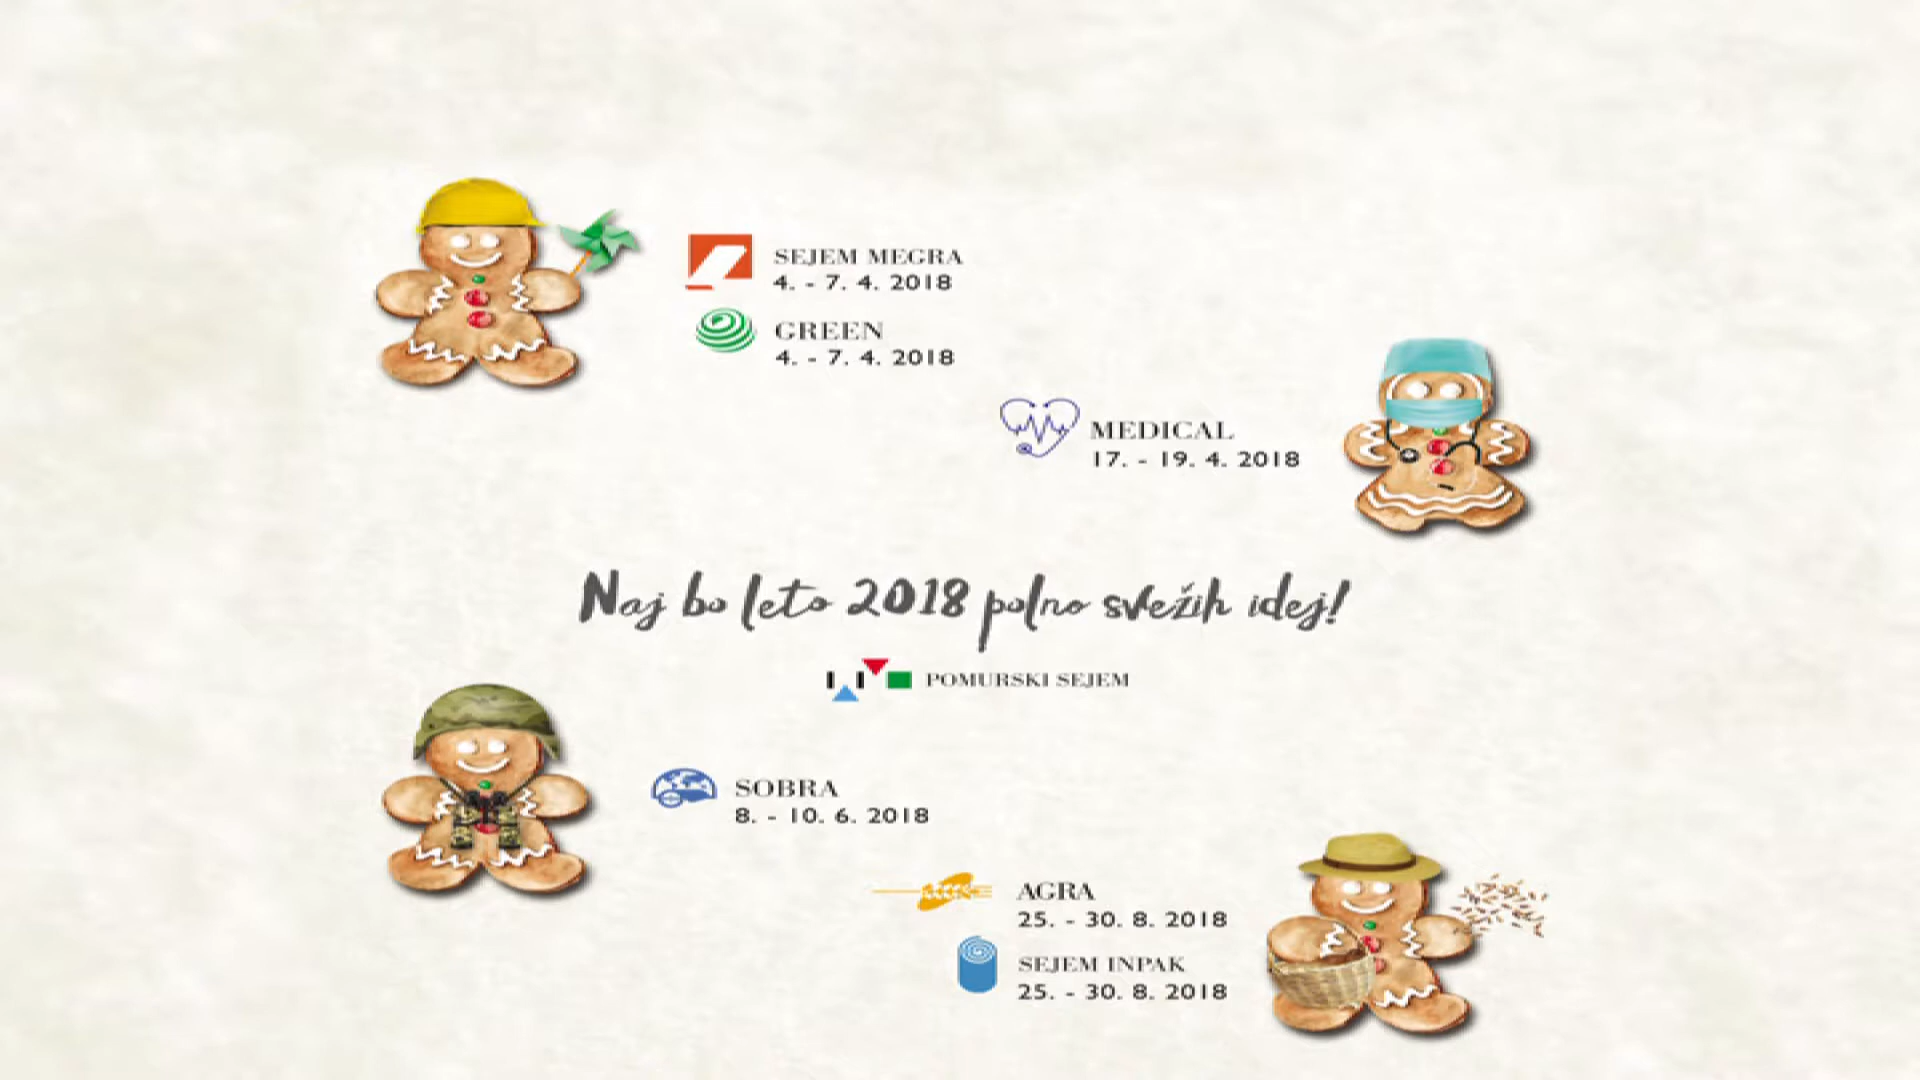 SEJEM MEGRA
4. - 7. 4. 2018
GREEN
4. - 7. 4. 2018
MEDICAL
17. - 19. 4. 2018
Naj bo leto 2018 polno svežih idej!
POMURSKI SEJEM
SOBRA
8. - 10. 6. 2018
AGRA
25. - 30. 8. 2018
SEJEM INPAK
25. - 30. 8. 2018